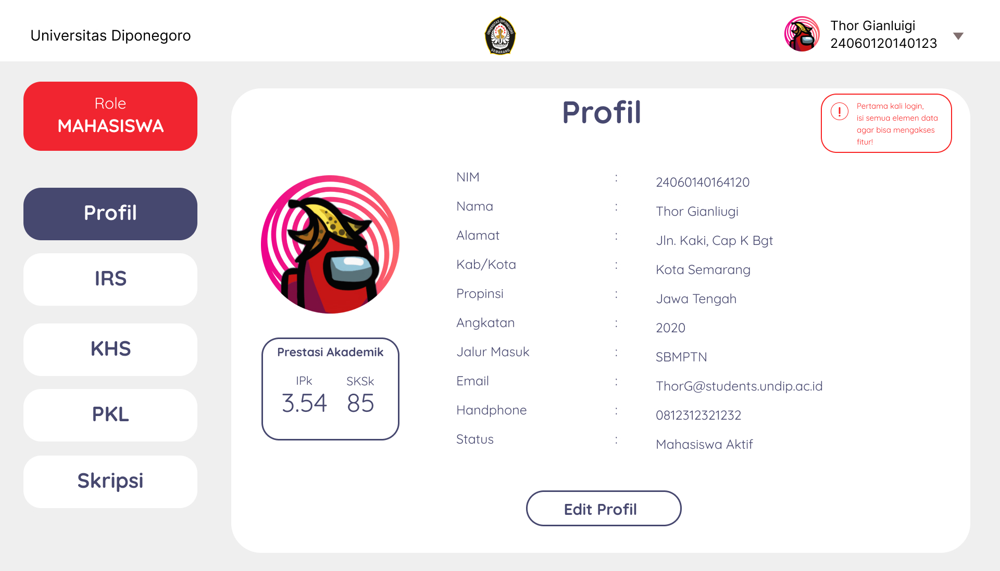 Universitas Diponegoro
UNIVERSITAS DIPONEGORO
SEMARANG
Thor Gianluigi
24060120140123
Role
MAHASISWA
Profil
IRS
KHS
PKL
Skripsi
Profil
Pertama kali login,
isi semua elemen data
agar bisa mengakses
fitur!
Prestasi Akademik
IPk SKSk
3.54 85
NIM : 24060140164120
Nama : Thor Gianliugi
Alamat : Jln. Kaki, Cap K Bgt
Kab/Kota : Kota Semarang
Propinsi : Jawa Tengah
Angkatan : 2020
Jalur Masuk : SBMPTN
Email : ThorG@students.undip.ac.id
Handphone : 0812312321232
Status : Mahasiswa Aktif
Edit Profil